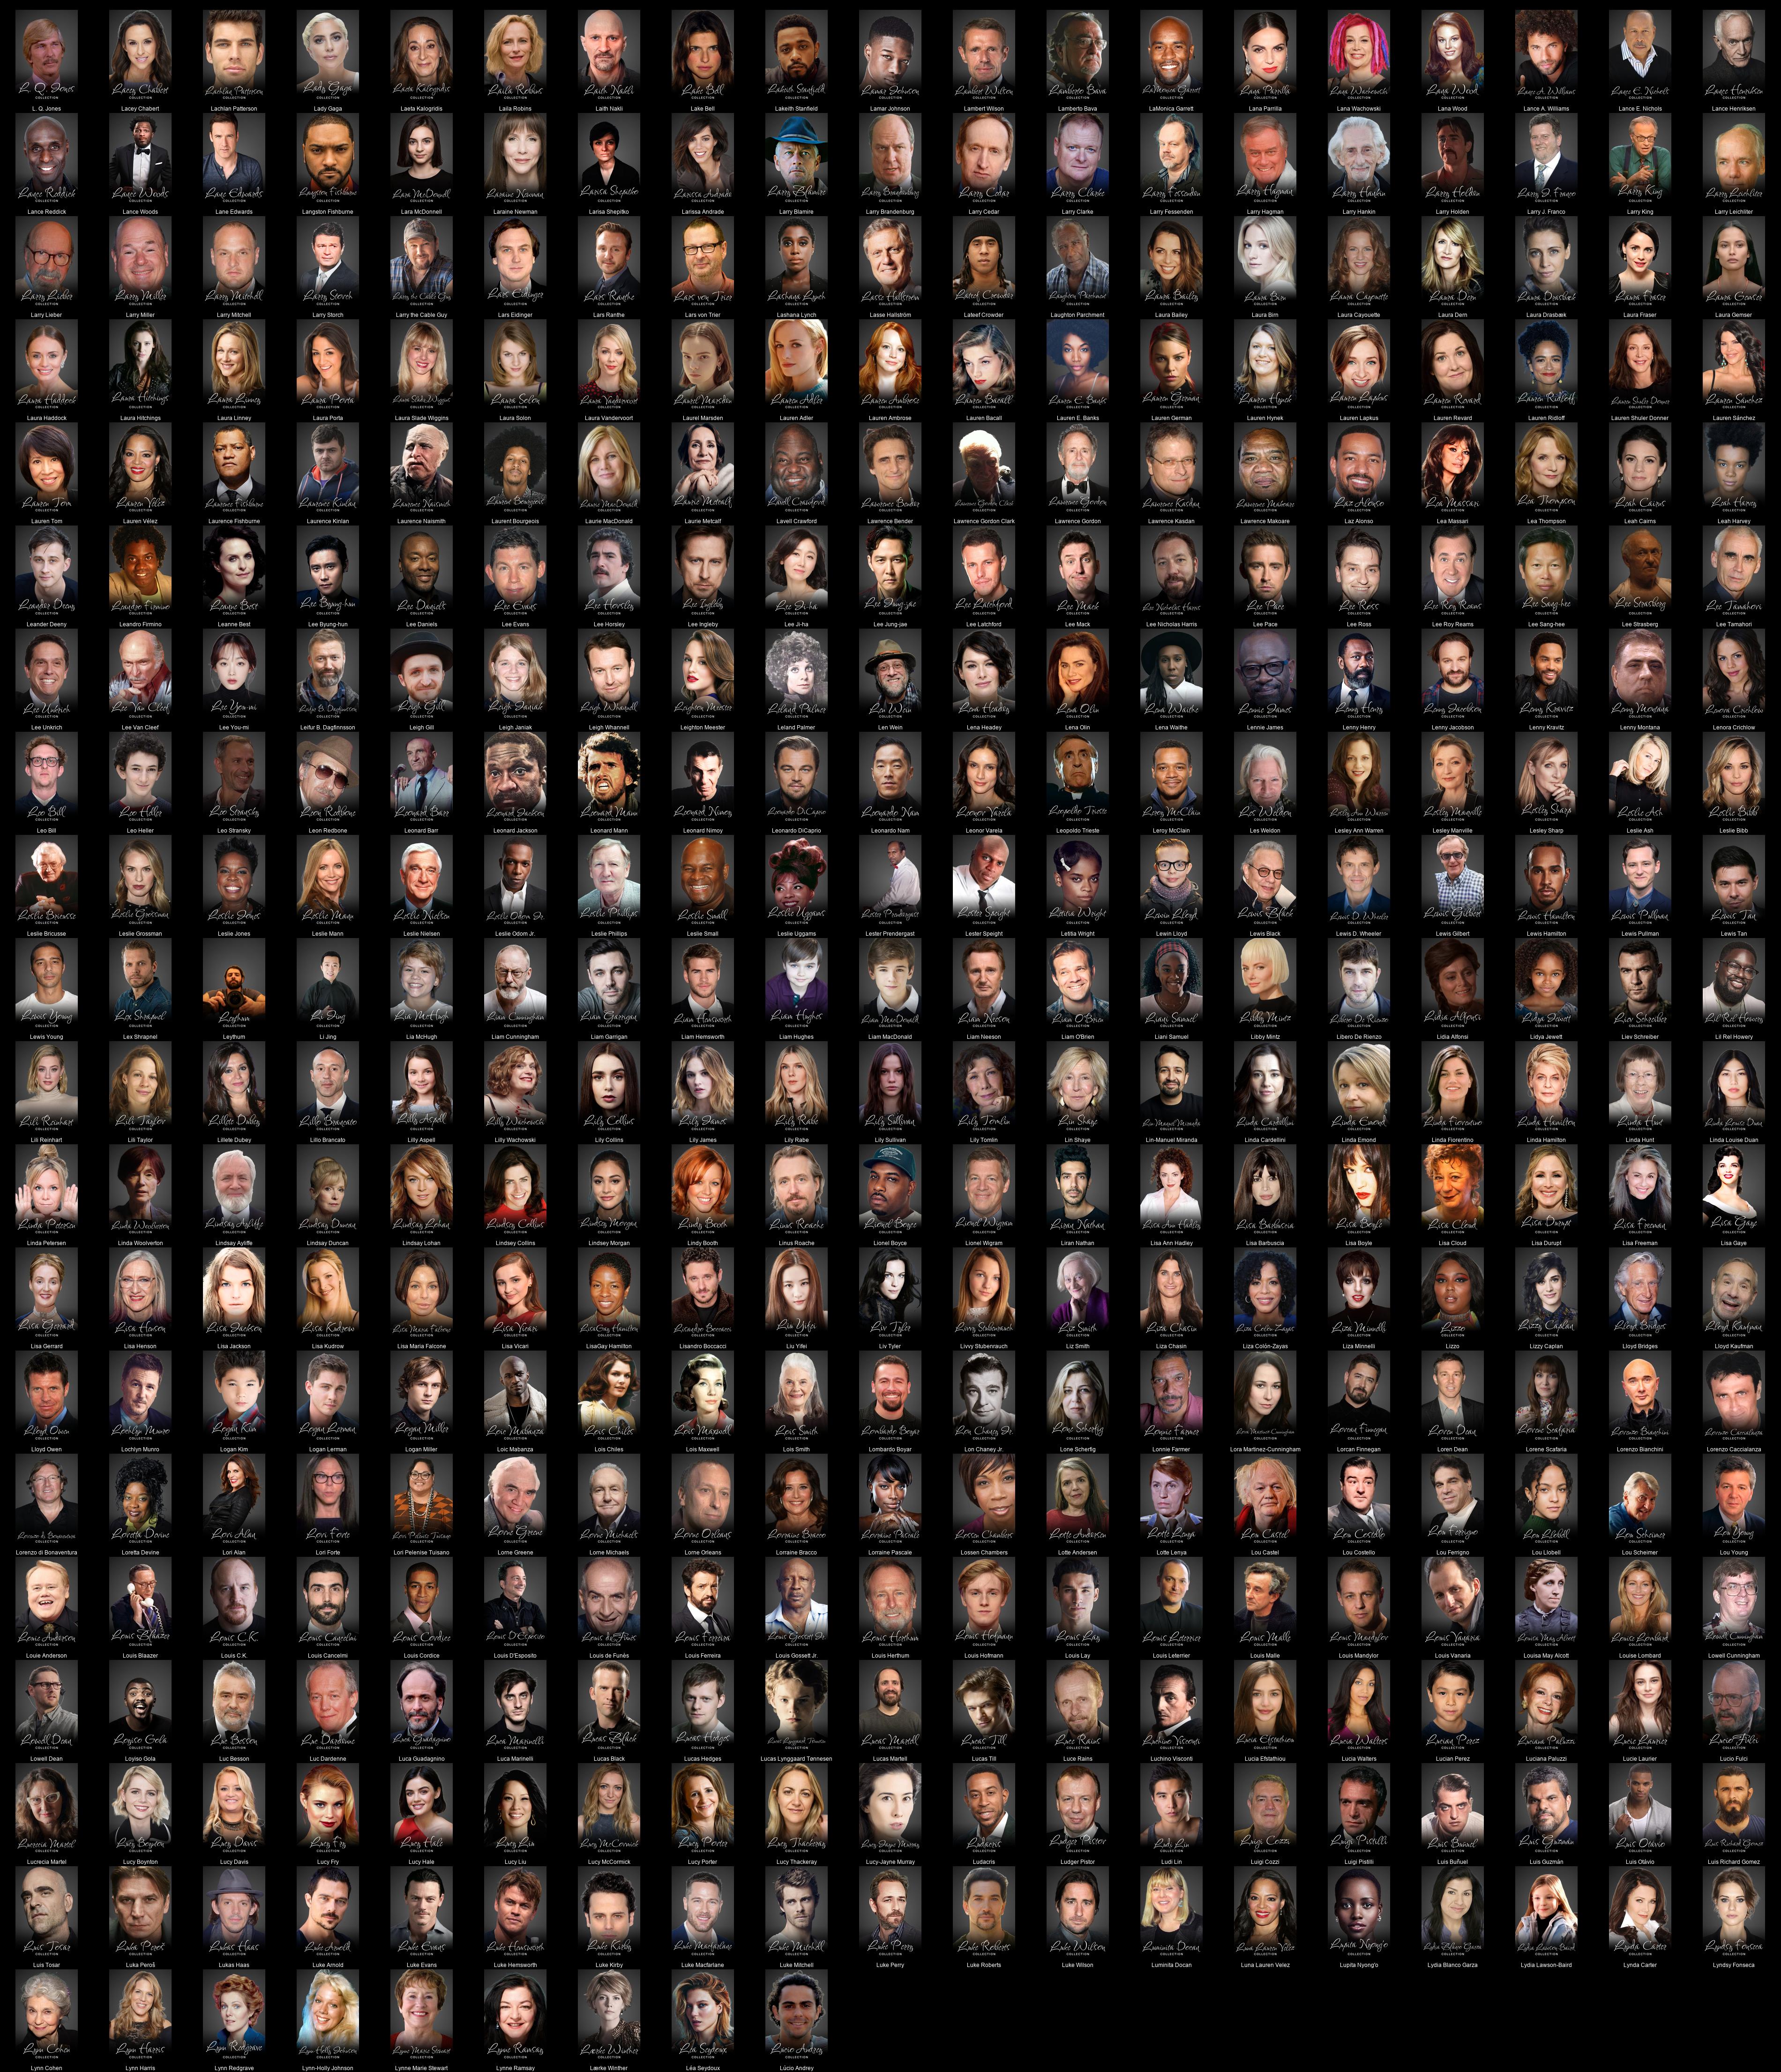 L. Q. Jones Lacey Chabert Lachlan Patterson Lady Gaga Laeta Kalogridis Laila Robins Laith Nakli Lake Bell Lakeith Stanfield Lamar Johnson Lambert Wilson Lamberto Bava LaMonica Garrett Lana Parrilla Lana Wachowski Lana Wood Lance A. Williams Lance E. Nichols Lance Henriksen
Lance Reddick Lance Woods Lane Edwards Langston Fishburne Lara McDonnell Laraine Newman Larisa Shepitko Larissa Andrade Larry Blamire Larry Brandenburg Larry Cedar Larry Clarke Larry Fessenden Larry Hagman Larry Hankin Larry Holden Larry J. Franco Larry King Larry Leichliter
Larry Lieber Larry Miller Larry Mitchell Larry Storch Larry the Cable Guy Lars Eidinger Lars Ranthe Lars von Trier Lashana Lynch Lasse Hallström Lateef Crowder Laughton Parchment Laura Bailey Laura Birn Laura Cayouette Laura Dern Laura Drasbæk Laura Fraser Laura Gemser
Laura Haddock Laura Hitchings Laura Linney Laura Porta Laura Slade Wiggins Laura Solon Laura Vandervoort Laurel Marsden Lauren Adler Lauren Ambrose Lauren Bacall Lauren E. Banks Lauren German Lauren Hynek Lauren Lapkus Lauren Revard Lauren Ridloff Lauren Shuler Donner Lauren Sánchez
Lauren Tom Lauren Vélez Laurence Fishburne Laurence Kinlan Laurence Naismith Laurent Bourgeois Laurie MacDonald Laurie Metcalf Lavell Crawford Lawrence Bender Lawrence Gordon Clark Lawrence Gordon Lawrence Kasdan Lawrence Makoare Laz Alonso Lea Massari Lea Thompson Leah Cairns Leah Harvey
Leander Deeny Leandro Firmino Leanne Best Lee Byung-hun Lee Daniels Lee Evans Lee Horsley Lee Ingleby Lee Ji-ha Lee Jung-jae Lee Latchford Lee Mack Lee Nicholas Harris Lee Pace Lee Ross Lee Roy Reams Lee Sang-hee Lee Strasberg Lee Tamahori
Lee Unkrich Lee Van Cleef Lee You-mi Leifur B. Dagfinnsson Leigh Gill Leigh Janiak Leigh Whannell Leighton Meester Leland Palmer Len Wein Lena Headey Lena Olin Lena Waithe Lennie James Lenny Henry Lenny Jacobson Lenny Kravitz Lenny Montana Lenora Crichlow
Leo Bill Leo Heller Leo Stransky Leon Redbone Leonard Barr Leonard Jackson Leonard Mann Leonard Nimoy Leonardo DiCaprio Leonardo Nam Leonor Varela Leopoldo Trieste Leroy McClain Les Weldon Lesley Ann Warren Lesley Manville Lesley Sharp Leslie Ash Leslie Bibb
Leslie Bricusse Leslie Grossman Leslie Jones Leslie Mann Leslie Nielsen Leslie Odom Jr. Leslie Phillips Leslie Small Leslie Uggams Lester Prendergast Lester Speight Letitia Wright Lewin Lloyd Lewis Black Lewis D. Wheeler Lewis Gilbert Lewis Hamilton Lewis Pullman Lewis Tan
Lewis Young Lex Shrapnel Leythum Li Jing Lia McHugh Liam Cunningham Liam Garrigan Liam Hemsworth Liam Hughes Liam MacDonald Liam Neeson Liam O'Brien Liani Samuel Libby Mintz Libero De Rienzo Lidia Alfonsi Lidya Jewett Liev Schreiber Lil Rel Howery
Lili Reinhart Lili Taylor Lillete Dubey Lillo Brancato Lilly Aspell Lilly Wachowski Lily Collins Lily James Lily Rabe Lily Sullivan Lily Tomlin Lin Shaye Lin-Manuel Miranda Linda Cardellini Linda Emond Linda Fiorentino Linda Hamilton Linda Hunt Linda Louise Duan
Linda Petersen Linda Woolverton Lindsay Ayliffe Lindsay Duncan Lindsay Lohan Lindsey Collins Lindsey Morgan Lindy Booth Linus Roache Lionel Boyce Lionel Wigram Liran Nathan Lisa Ann Hadley Lisa Barbuscia Lisa Boyle Lisa Cloud Lisa Durupt Lisa Freeman Lisa Gaye
Lisa Gerrard Lisa Henson Lisa Jackson Lisa Kudrow Lisa Maria Falcone Lisa Vicari LisaGay Hamilton Lisandro Boccacci Liu Yifei Liv Tyler Livvy Stubenrauch Liz Smith Liza Chasin Liza Colón-Zayas Liza Minnelli Lizzo Lizzy Caplan Lloyd Bridges Lloyd Kaufman
Lloyd Owen Lochlyn Munro Logan Kim Logan Lerman Logan Miller Loïc Mabanza Lois Chiles Lois Maxwell Lois Smith Lombardo Boyar Lon Chaney Jr. Lone Scherfig Lonnie Farmer Lora Martinez-Cunningham Lorcan Finnegan Loren Dean Lorene Scafaria Lorenzo Bianchini Lorenzo Caccialanza
Lorenzo di Bonaventura Loretta Devine Lori Alan Lori Forte Lori Pelenise Tuisano Lorne Greene Lorne Michaels Lorne Orleans Lorraine Bracco Lorraine Pascale Lossen Chambers Lotte Andersen Lotte Lenya Lou Castel Lou Costello Lou Ferrigno Lou Llobell Lou Scheimer Lou Young
Louie Anderson Louis Blaazer Louis C.K. Louis Cancelmi Louis Cordice Louis D'Esposito Louis de Funès Louis Ferreira Louis Gossett Jr. Louis Herthum Louis Hofmann Louis Lay Louis Leterrier Louis Malle Louis Mandylor Louis Vanaria Louisa May Alcott Louise Lombard Lowell Cunningham
Lowell Dean Loyiso Gola Luc Besson Luc Dardenne Luca Guadagnino Luca Marinelli Lucas Black Lucas Hedges Lucas Lynggaard Tønnesen Lucas Martell Lucas Till Luce Rains Luchino Visconti Lucia Efstathiou Lucia Walters Lucian Perez Luciana Paluzzi Lucie Laurier Lucio Fulci
Lucrecia Martel Lucy Boynton Lucy Davis Lucy Fry Lucy Hale Lucy Liu Lucy McCormick Lucy Porter Lucy Thackeray Lucy-Jayne Murray Ludacris Ludger Pistor Ludi Lin Luigi Cozzi Luigi Pistilli Luis Buñuel Luis Guzmán Luis Otávio Luis Richard Gomez
Luis Tosar Luka Peroš Lukas Haas Luke Arnold Luke Evans Luke Hemsworth Luke Kirby Luke Macfarlane Luke Mitchell Luke Perry Luke Roberts Luke Wilson Luminita Docan Luna Lauren Velez Lupita Nyong'o Lydia Blanco Garza Lydia Lawson-Baird Lynda Carter Lyndsy Fonseca
Lynn Cohen Lynn Harris Lynn Redgrave Lynn-Holly Johnson Lynne Marie Stewart Lynne Ramsay Lærke Winther Léa Seydoux Lúcio Andrey